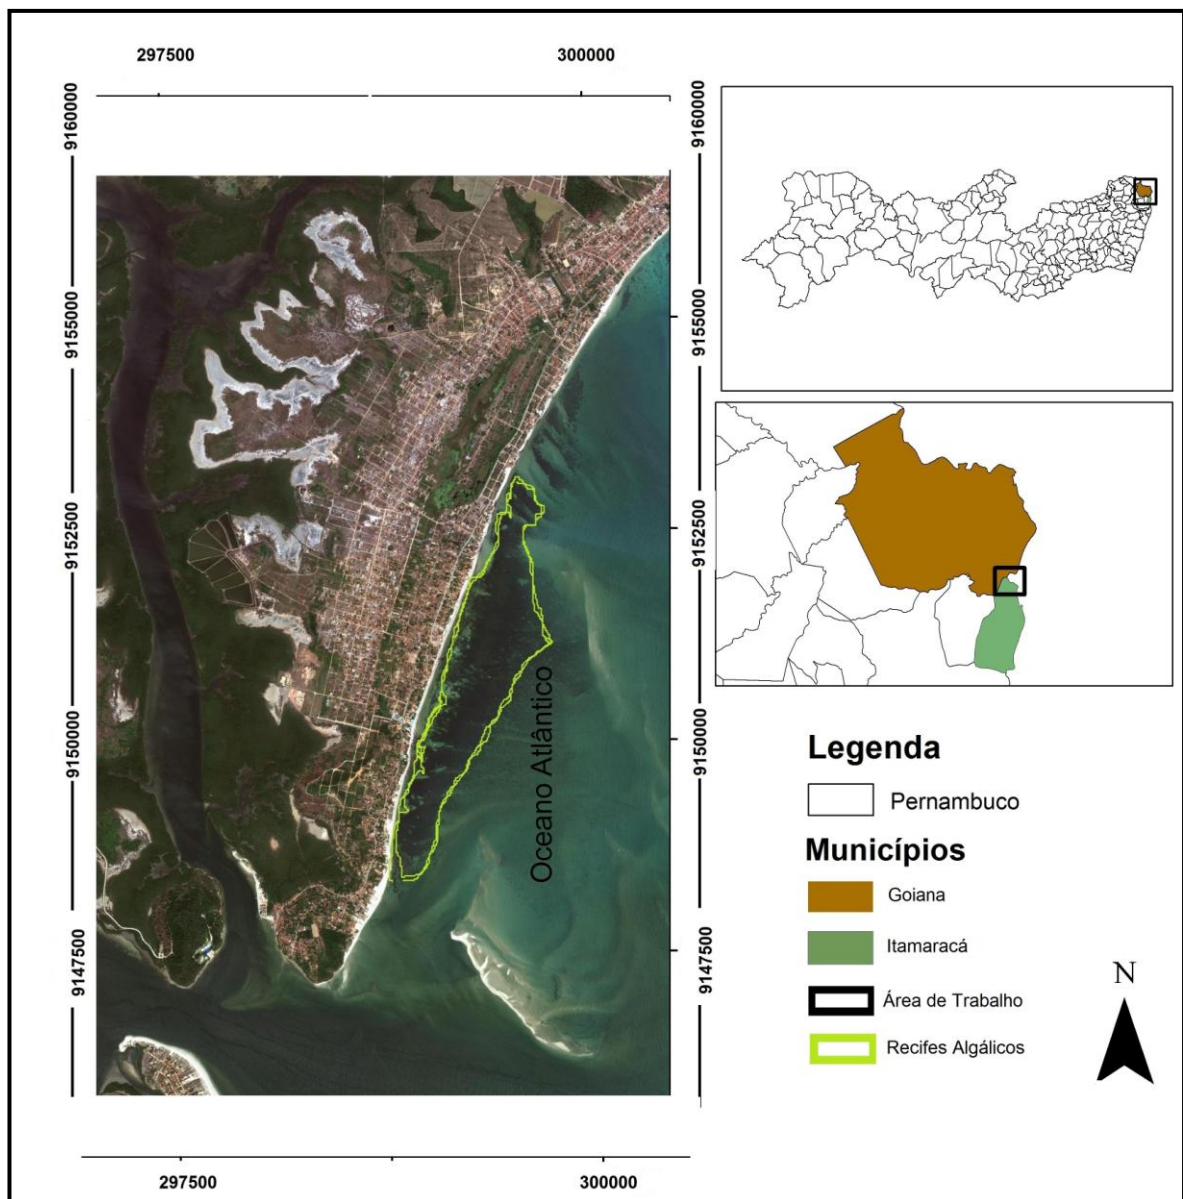 297500
300000
9160000
9160000
9155000
9155000
9152500
9152500
Oceano Atlântico
9150000
9150000
9147500
9147500
Legenda
Pernambuco
Municípios
Goiana
Itamaracá
Área de Trabalho
Recifes Algálicos
N
297500
300000